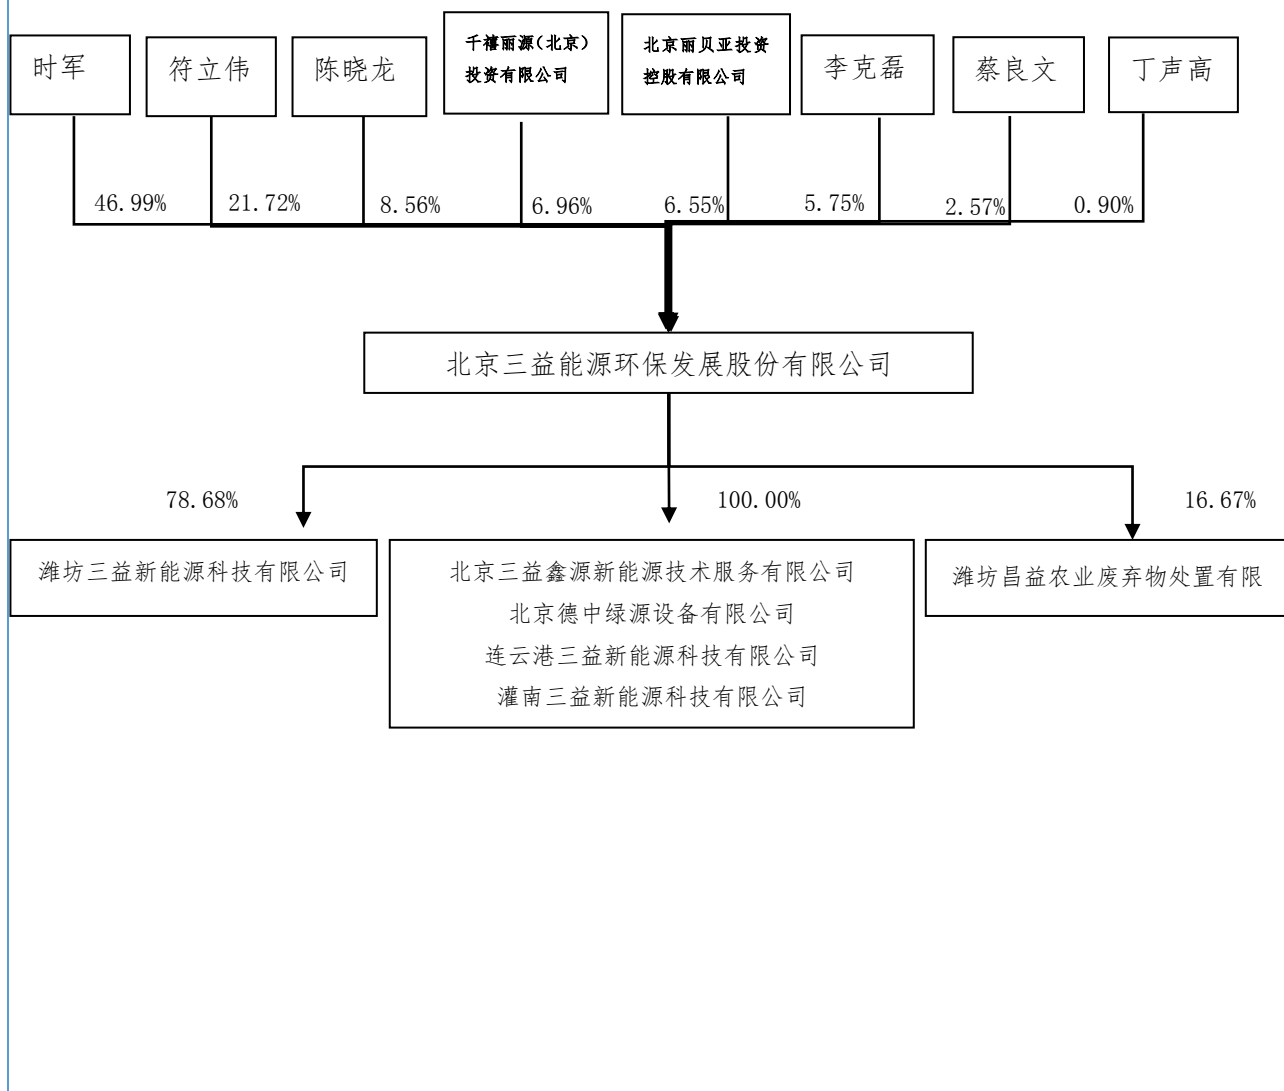 时军
符立伟
陈晓龙
千禧丽源(北京)
投资有限公司
北京丽贝亚投资
控股有限公司
李克磊
蔡良文
丁声高
46.99%
21.72%
8.56%
6.96%
6.55%
5.75%
2.57%
0.90%
北京三益能源环保发展股份有限公司
78.68%
100.00%
16.67%
潍坊三益新能源科技有限公司
北京三益鑫源新能源技术服务有限公司
北京德中绿源设备有限公司
连云港三益新能源科技有限公司
灌南三益新能源科技有限公司
潍坊昌益农业废弃物处置有限